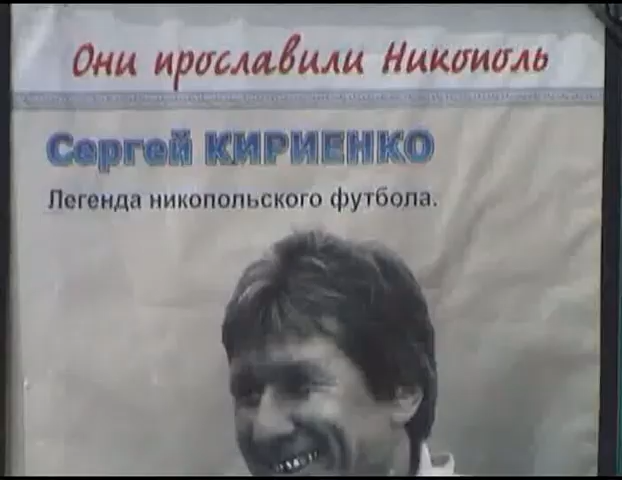 Они прославили Никополь
Сергей КИРИЕНКО
Легенда никопольского футбола.